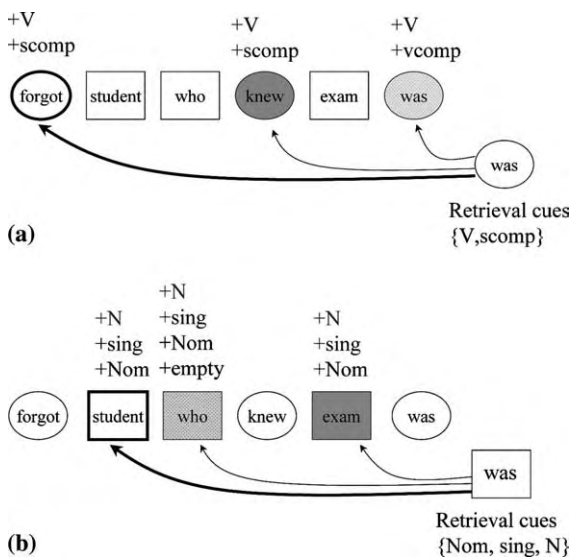 +V +V +V
+scomp +scomp +vcomp
forgot student who knew exam was
was
Retrieval cues
(a) {V,scomp}
+N
+N +sing +N
+sing +Nom +sing
+Nom +empty +Nom
forgot student who knew exam was
was
Retrieval cues
(b) {Nom, sing, N}